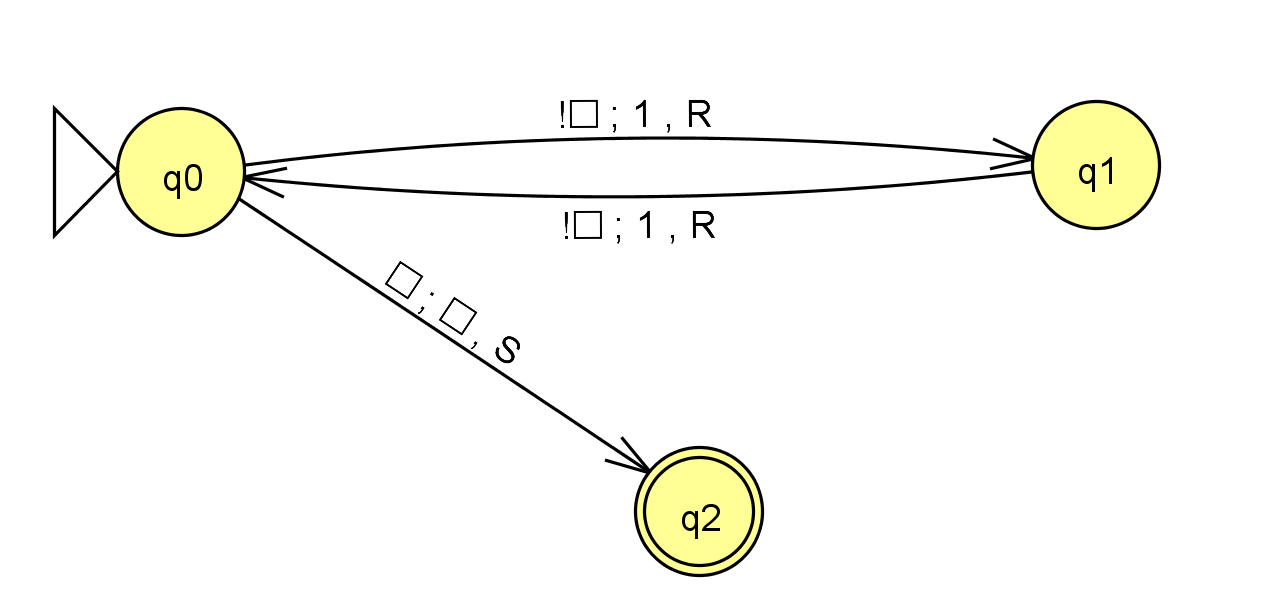 !□ ; 1 , R
q0
q1
!□ ; 1 , R
□ ; □ , S
q2